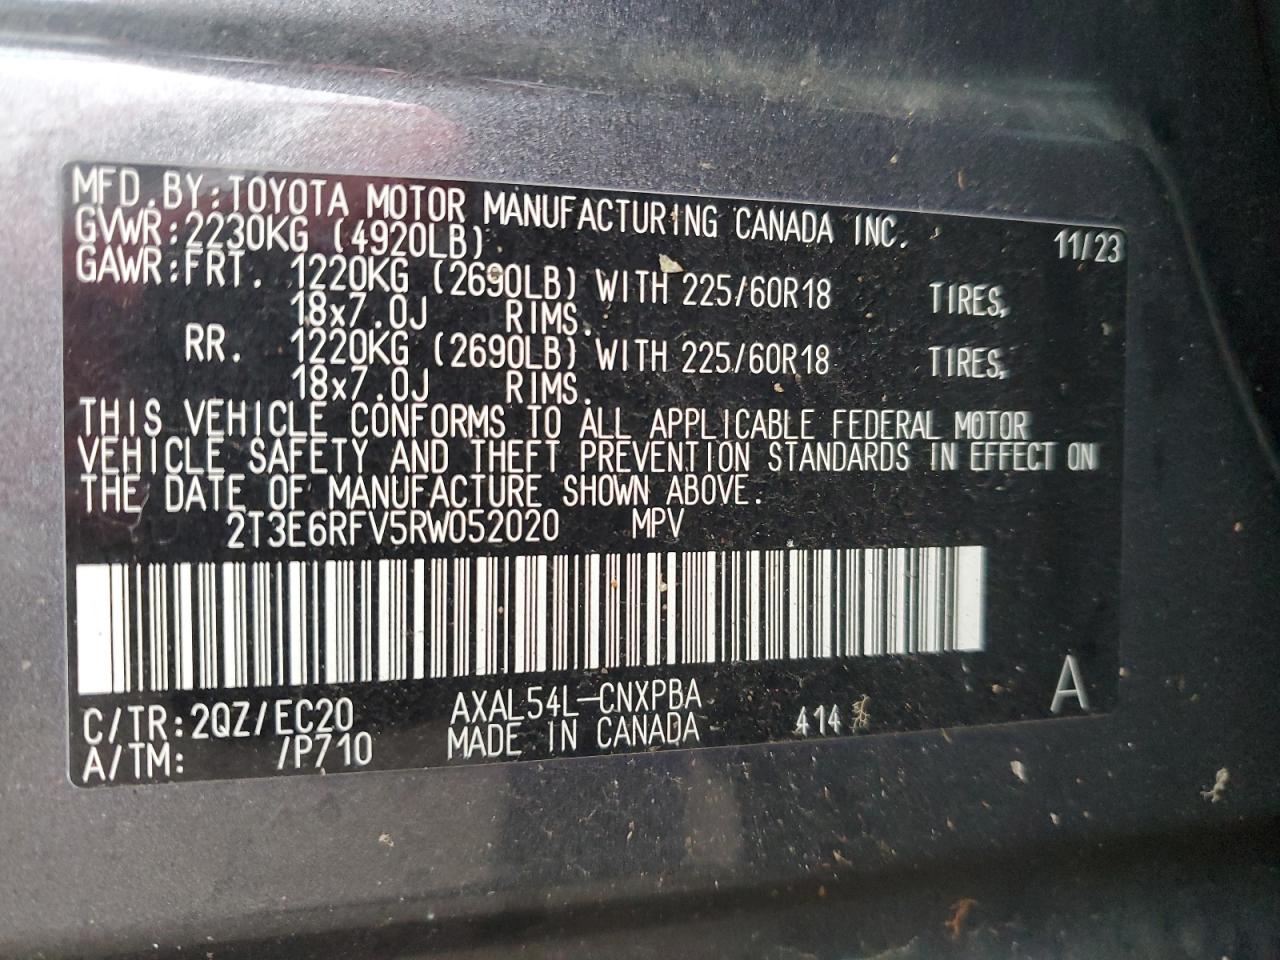 MFD.BY:TOYOTA MOTOR MANUFACTURING CANADA INC.
GVWR:2230KG (4920LB) 11/23
GAWR:FRT. 1220KG (2690LB) WITH 225/60R18 TIRES,
18x7.0J RIMS.
RR. 1220KG (2690LB) WITH 225/60R18 TIRES,
18x7.0J RIMS.
THIS VEHICLE CONFORMS TO ALL APPLICABLE FEDERAL MOTOR
VEHICLE SAFETY AND THEFT PREVENTION STANDARDS IN EFFECT ON
THE DATE OF MANUFACTURE SHOWN ABOVE.
2T3E6RFV5RW052020 MPV
C/TR:2QZ/EC20 AXAL54L-CNXPBA A
A/TM: /P710 MADE IN CANADA 414